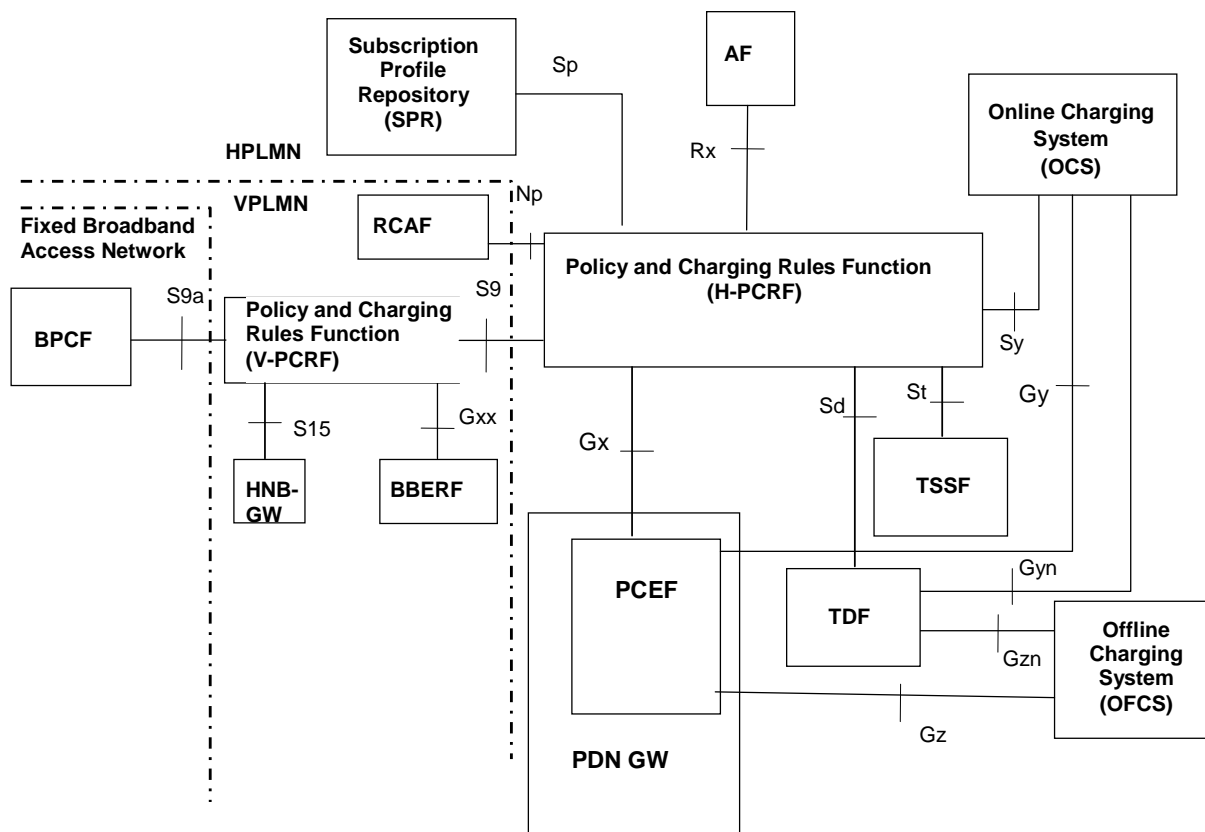 Subscription
Profile
Repository
(SPR)
Sp
AF
Rx
Online Charging
System
(OCS)
HPLMN
VPLMN
Np
Fixed Broadband
Access Network
RCAF
Policy and Charging Rules Function
(H-PCRF)
S9a
S9
BPCF
Policy and Charging
Rules Function
(V-PCRF)
Sy
S15
Gxx
Gx
Sd
St
Gy
HNB-
GW
BBERF
TSSF
PCEF
TDF
Gyn
Gzn
Offline
Charging
System
(OFCS)
Gz
PDN GW